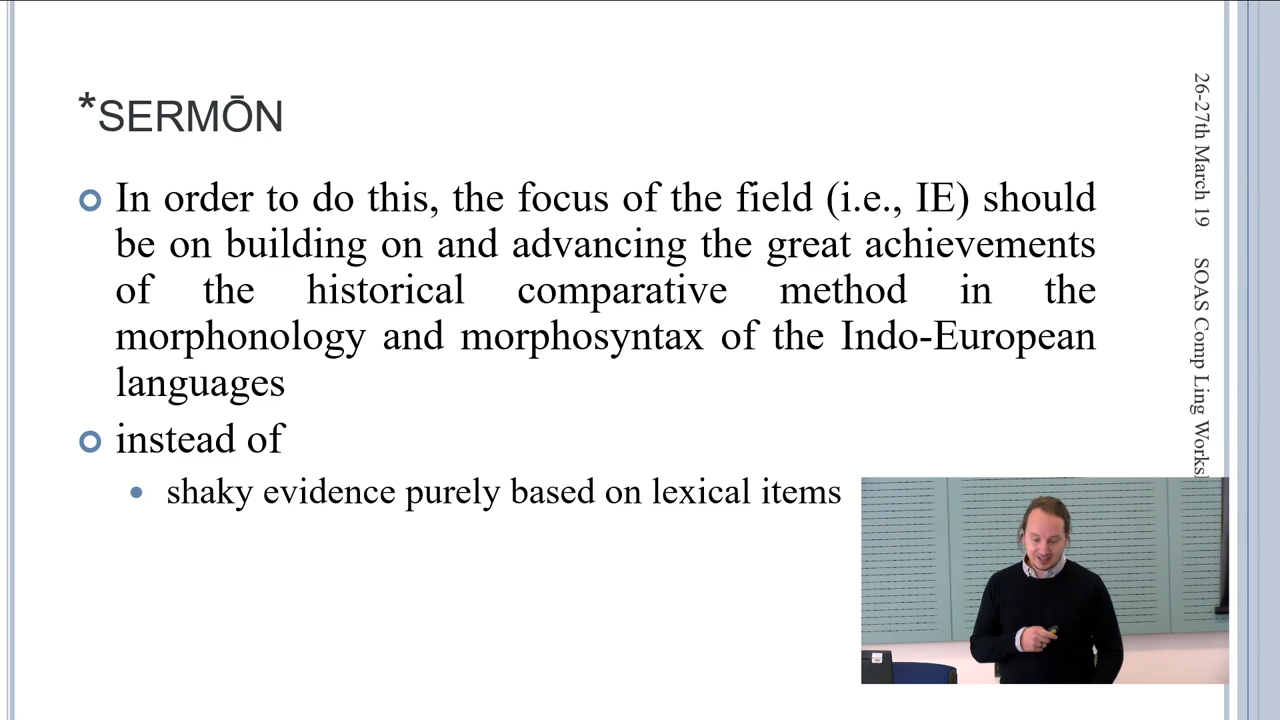 *SERMŌN
In order to do this, the focus of the field (i.e., IE) should
be on building on and advancing the great achievements
of the historical comparative method in the
morphonology and morphosyntax of the Indo-European
languages
instead of
shaky evidence purely based on lexical items
26-27th March 19 SOAS Comp Ling